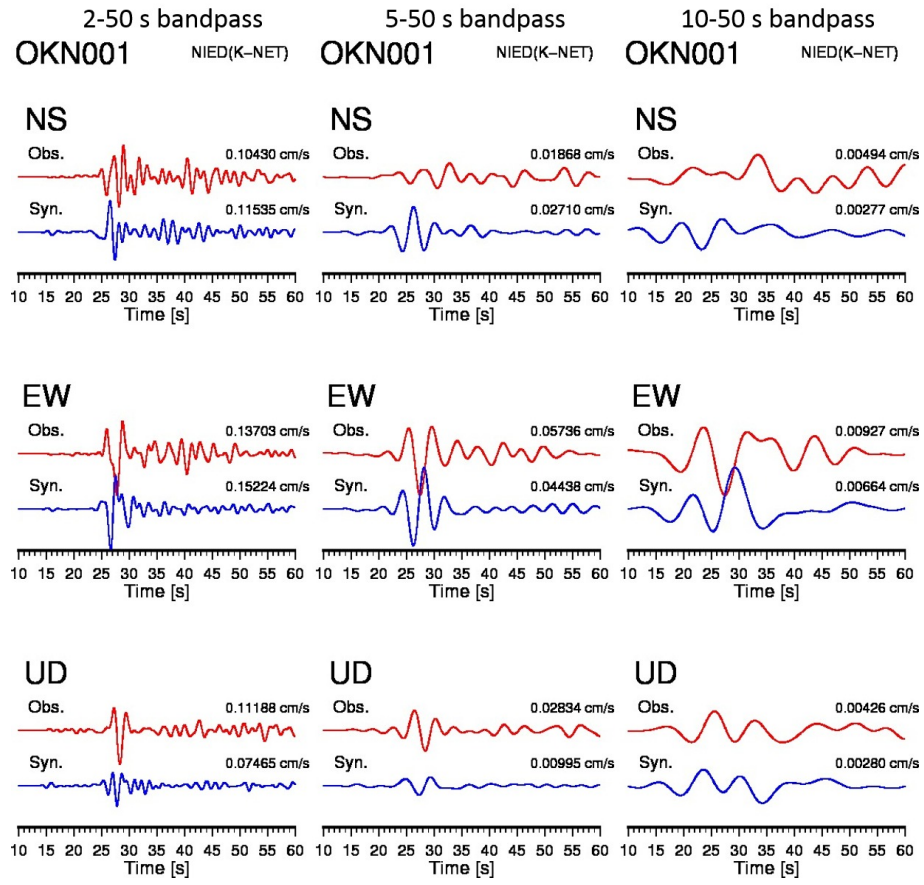 2-50 s bandpass 5-50 s bandpass 10-50 s bandpass
OKN001 NIED(K-NET) OKN001 NIED(K-NET) OKN001 NIED(K-NET)
NS NS NS
Obs. 0.10430 cm/s Obs. 0.01868 cm/s Obs. 0.00494 cm/s
Syn. 0.11535 cm/s Syn. 0.02710 cm/s Syn. 0.00277 cm/s
10 15 20 25 30 35 40 45 50 55 60 10 15 20 25 30 35 40 45 50 55 60 10 15 20 25 30 35 40 45 50 55 60
Time [s] Time [s] Time [s]
EW EW EW
Obs. 0.13703 cm/s Obs. 0.05736 cm/s Obs. 0.00927 cm/s
Syn. 0.15224 cm/s Syn. 0.04438 cm/s Syn. 0.00664 cm/s
10 15 20 25 30 35 40 45 50 55 60 10 15 20 25 30 35 40 45 50 55 60 10 15 20 25 30 35 40 45 50 55 60
Time [s] Time [s] Time [s]
UD UD UD
Obs. 0.11188 cm/s Obs. 0.02834 cm/s Obs. 0.00426 cm/s
Syn. 0.07465 cm/s Syn. 0.00995 cm/s Syn. 0.00280 cm/s
10 15 20 25 30 35 40 45 50 55 60 10 15 20 25 30 35 40 45 50 55 60 10 15 20 25 30 35 40 45 50 55 60
Time [s] Time [s] Time [s]